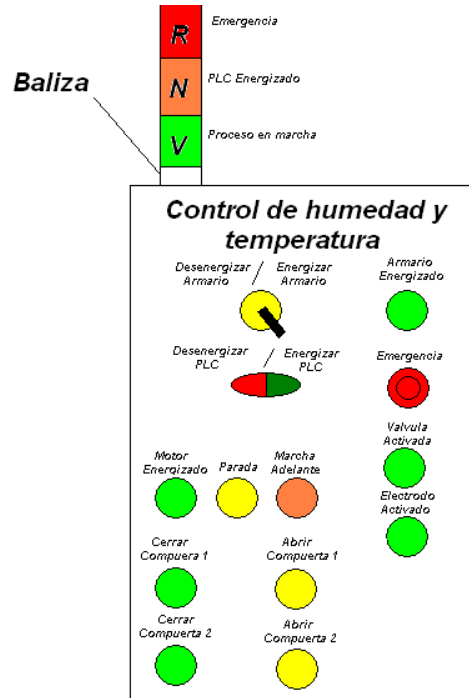 R
Emergencia
N
PLC Energizado
Baliza
V
Proceso en marcha
Control de humedad y
temperatura
Desenergizar
Armario
/
Energizar
Armario
Armario
Energizado
Desenergizar
PLC
/
Energizar
PLC
Emergencia
Valvula
Activada
Motor
Energizado
Parada
Marcha
Adelante
Electrodo
Activado
Cerrar
Compuera 1
Abrir
Compuerta 1
Cerrar
Compuerta 2
Abrir
Compuerta 2